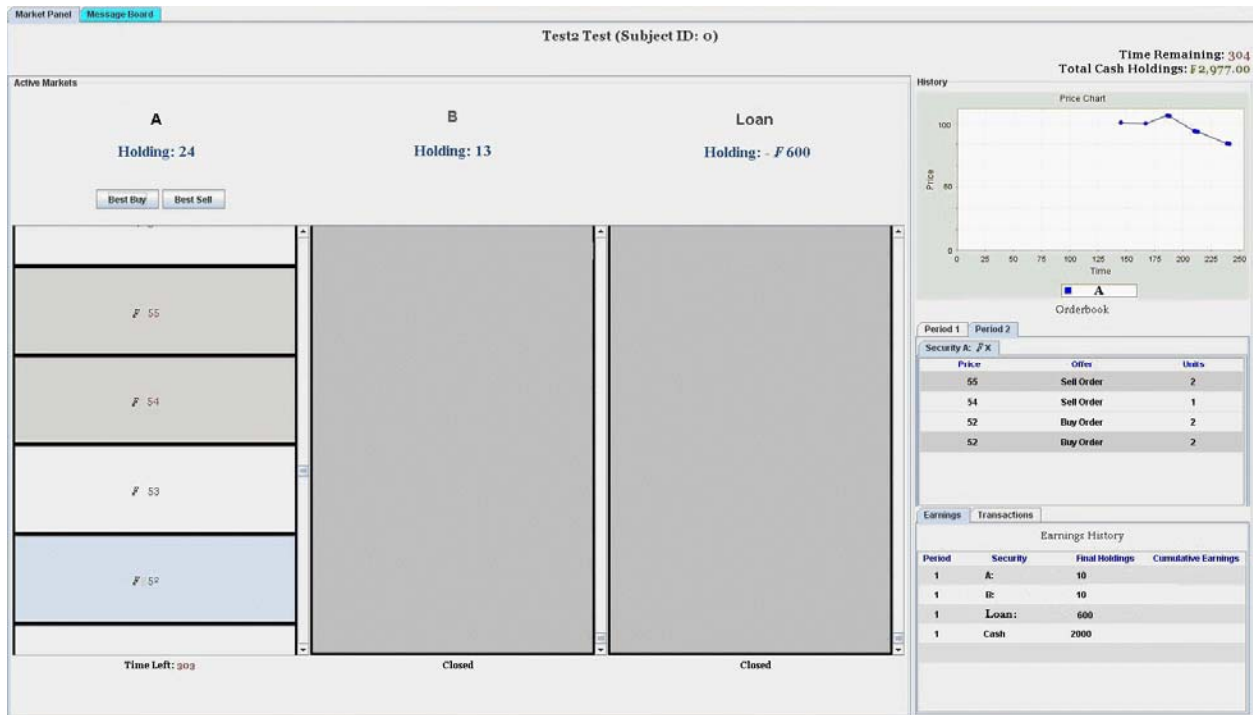 Market Panel Message Board
Test2 Test (Subject ID: 0)
Time Remaining: 304
Total Cash Holdings: ₣2,977.00
Active Markets
A
B
Loan
Holding: 24
Holding: 13
Holding: - F 600
Best Buy Best Sell
F 55
F 54
F 53
F 52
Time Left: 303
Closed
Closed
History
Price Chart
Price
100
50
0
0 25 50 75 100 125 150 175 200 225 250
Time
A
Orderbook
Period 1 Period 2
Security A: F X
Price Offer Units
55 Sell Order 2
54 Sell Order 1
52 Buy Order 2
52 Buy Order 2
Earnings Transactions
Earnings History
Period Security Final Holdings Cumulative Earnings
1 A: 10
1 B: 10
1 Loan: 600
1 Cash 2000